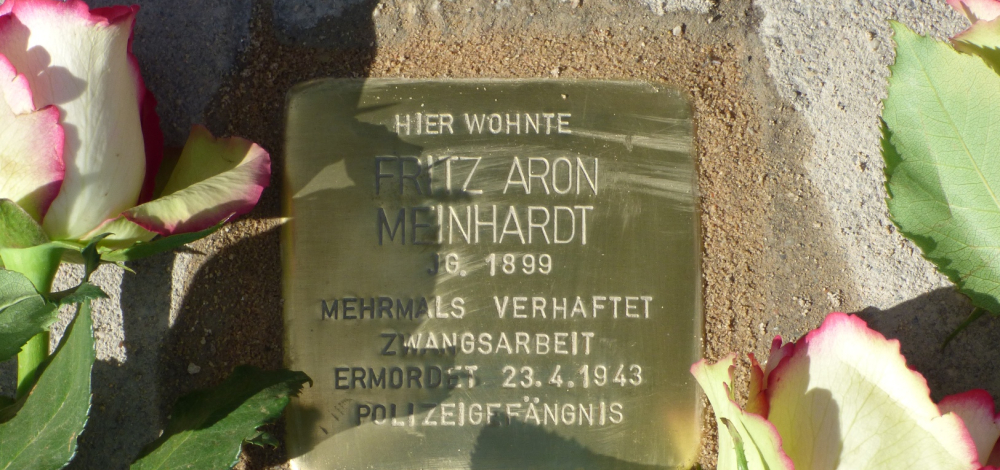 HIER WOHNTE
FRITZ ARON
MEINHARDT
JG. 1899
MEHRMALS VERHAFTET
ZWANGSARBEIT
ERMORDET 23.4.1943
POLIZEIGEFÄNGNIS